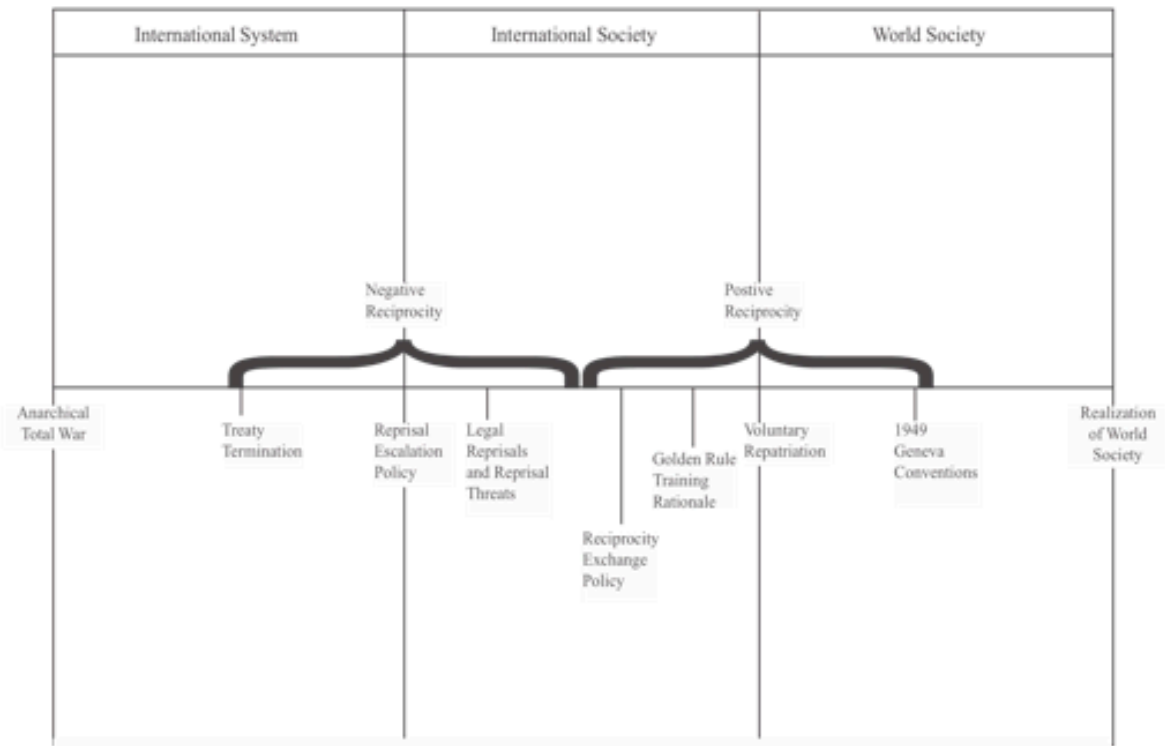 International System
International Society
World Society
Negative
Reciprocity
Postive
Reciprocity
Anarchical
Total War
Treaty
Termination
Reprisal
Escalation
Policy
Legal
Reprisals
and Reprisal
Threats
Reciprocity
Exchange
Policy
Golden Rule
Training
Rationale
Voluntary
Repatriation
1949
Geneva
Conventions
Realization
of World
Society